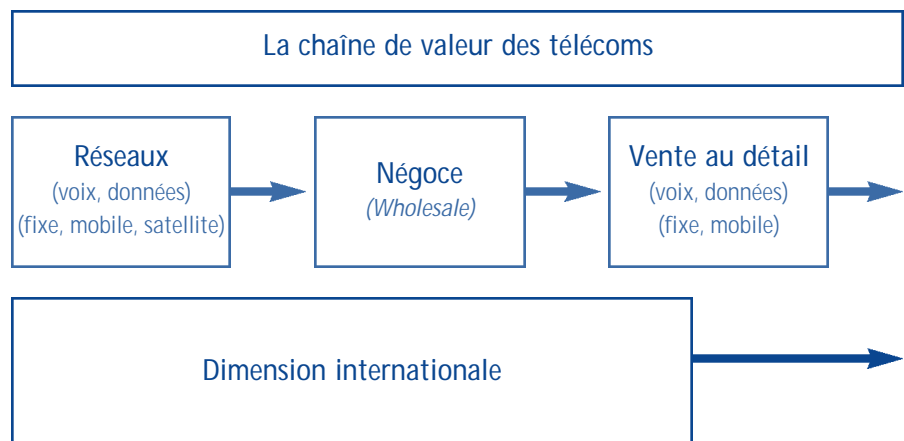 La chaîne de valeur des télécoms
Réseaux
(voix, données)
(fixe, mobile, satellite)
Négoce
(Wholesale)
Vente au détail
(voix, données)
(fixe, mobile)
Dimension internationale